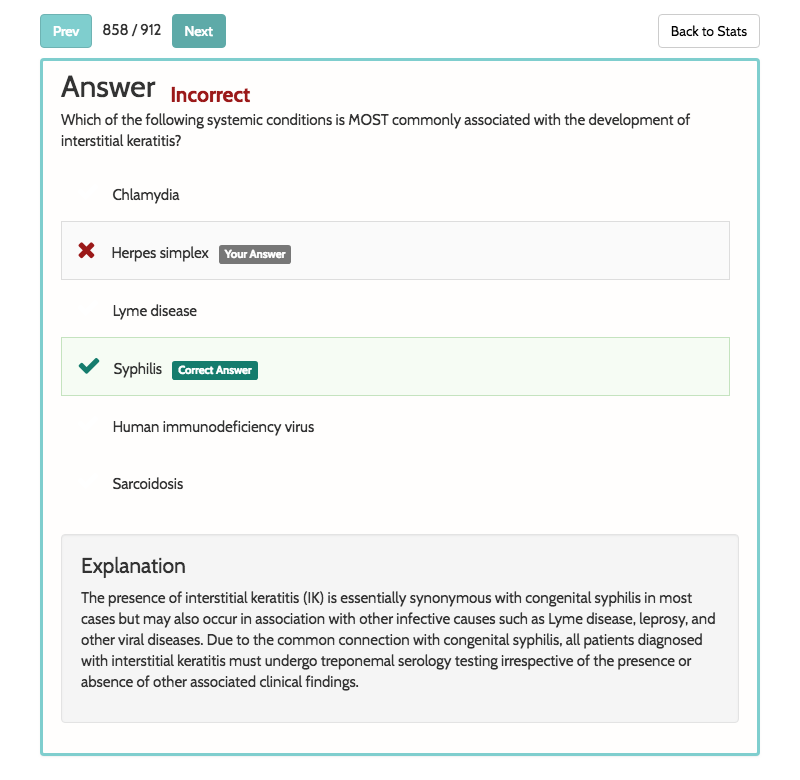 Prev 858 / 912 Next Back to Stats
Answer Incorrect
Which of the following systemic conditions is MOST commonly associated with the development of
interstitial keratitis?
Chlamydia
Herpes simplex Your Answer
Lyme disease
Syphilis Correct Answer
Human immunodeficiency virus
Sarcoidosis
Explanation
The presence of interstitial keratitis (IK) is essentially synonymous with congenital syphilis in most
cases but may also occur in association with other infective causes such as Lyme disease, leprosy, and
other viral diseases. Due to the common connection with congenital syphilis, all patients diagnosed
with interstitial keratitis must undergo treponemal serology testing irrespective of the presence or
absence of other associated clinical findings.